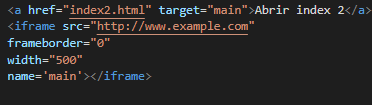 <a href="index2.html" target="main">Abrir index 2</a>
<iframe src="http://www.example.com"
frameborder="0"
width="500"
name='main'></iframe>